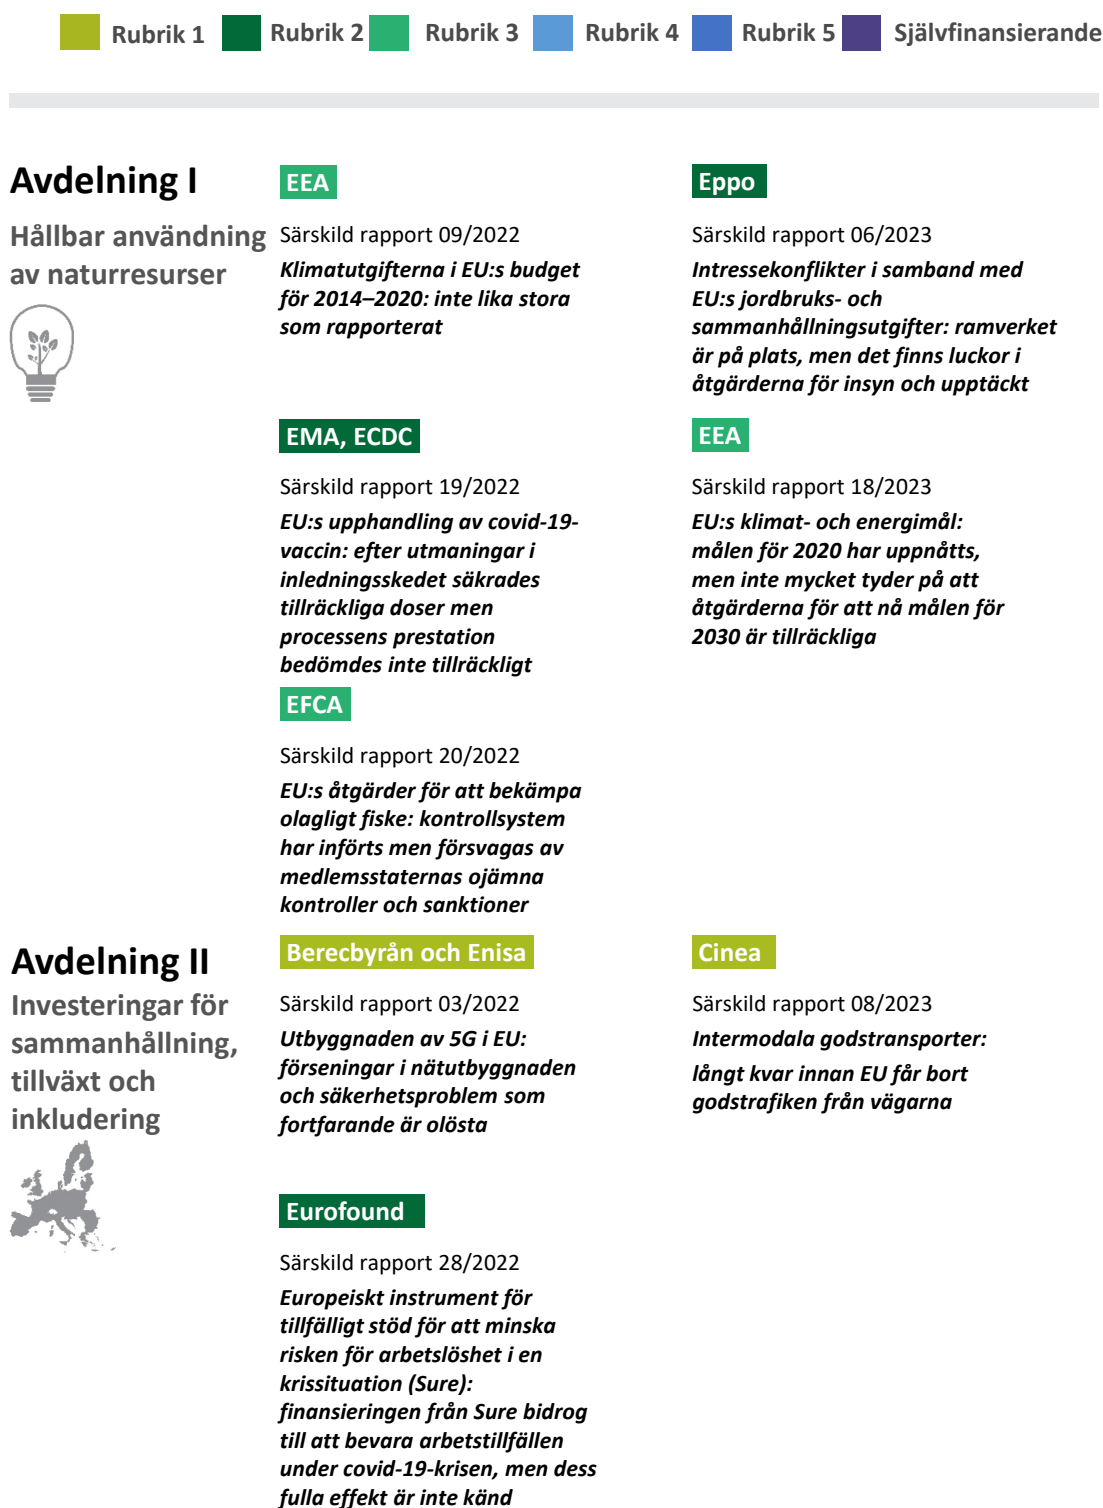 Rubrik 1 Rubrik 2 Rubrik 3 Rubrik 4 Rubrik 5 Självfinansierande
Avdelning I
Hållbar användning
av naturresurser
EEA
Särskild rapport 09/2022
Klimatutgifterna i EU:s budget
för 2014–2020: inte lika stora
som rapporterat
Eppo
Särskild rapport 06/2023
Intressekonflikter i samband med
EU:s jordbruks- och
sammanhållningsutgifter: ramverket
är på plats, men det finns luckor i
åtgärderna för insyn och upptäckt
EMA, ECDC
Särskild rapport 19/2022
EU:s upphandling av covid-19-
vaccin: efter utmaningar i
inledningsskedet säkrades
tillräckliga doser men
processens prestation
bedömdes inte tillräckligt
EEA
Särskild rapport 18/2023
EU:s klimat- och energimål:
målen för 2020 har uppnåtts,
men inte mycket tyder på att
åtgärderna för att nå målen för
2030 är tillräckliga
EFCA
Särskild rapport 20/2022
EU:s åtgärder för att bekämpa
olagligt fiske: kontrollsystem
har införts men försvagas av
medlemsstaternas ojämna
kontroller och sanktioner
Avdelning II
Investeringar för
sammanhållning,
tillväxt och
inkludering
Berecbyrån och Enisa
Särskild rapport 03/2022
Utbyggnaden av 5G i EU:
förseningar i nätutbyggnaden
och säkerhetsproblem som
fortfarande är olösta
Cinea
Särskild rapport 08/2023
Intermodala godstransporter:
långt kvar innan EU får bort
godstrafiken från vägarna
Eurofound
Särskild rapport 28/2022
Europeiskt instrument för
tillfälligt stöd för att minska
risken för arbetslöshet i en
krissituation (Sure):
finansieringen från Sure bidrog
till att bevara arbetstillfällen
under covid-19-krisen, men dess
fulla effekt är inte känd